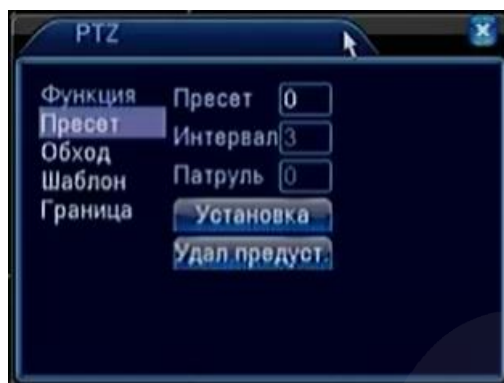 PTZ
Функция
Пресет
Обход
Шаблон
Граница
Пресет 0
Интервал 3
Патруль 0
Установка
Удал предуст.